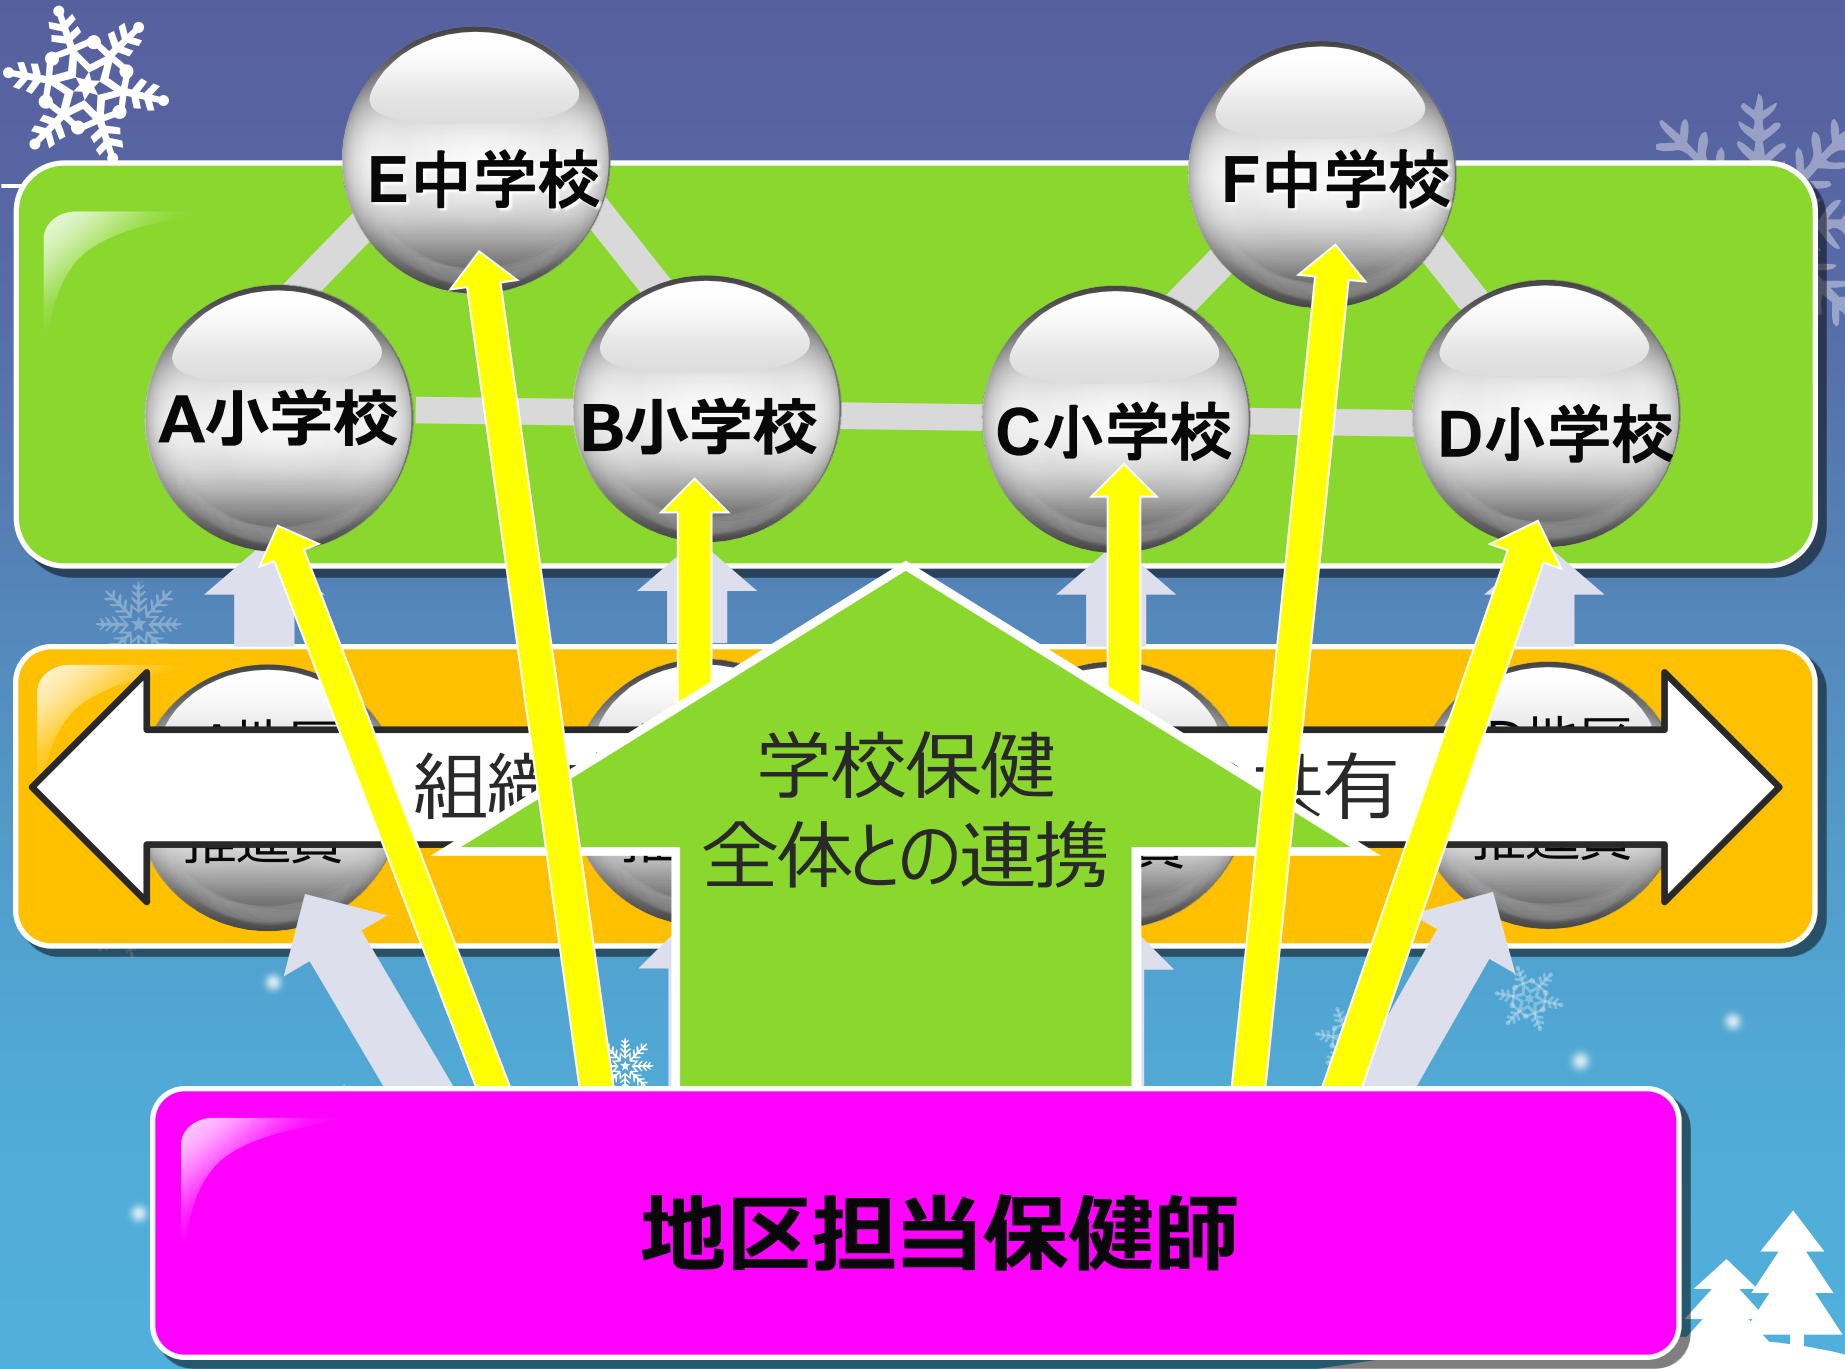 E中学校
F中学校
A小学校
B小学校
C小学校
D小学校
学校保健
全体との連携
組織
共有
地区担当保健師